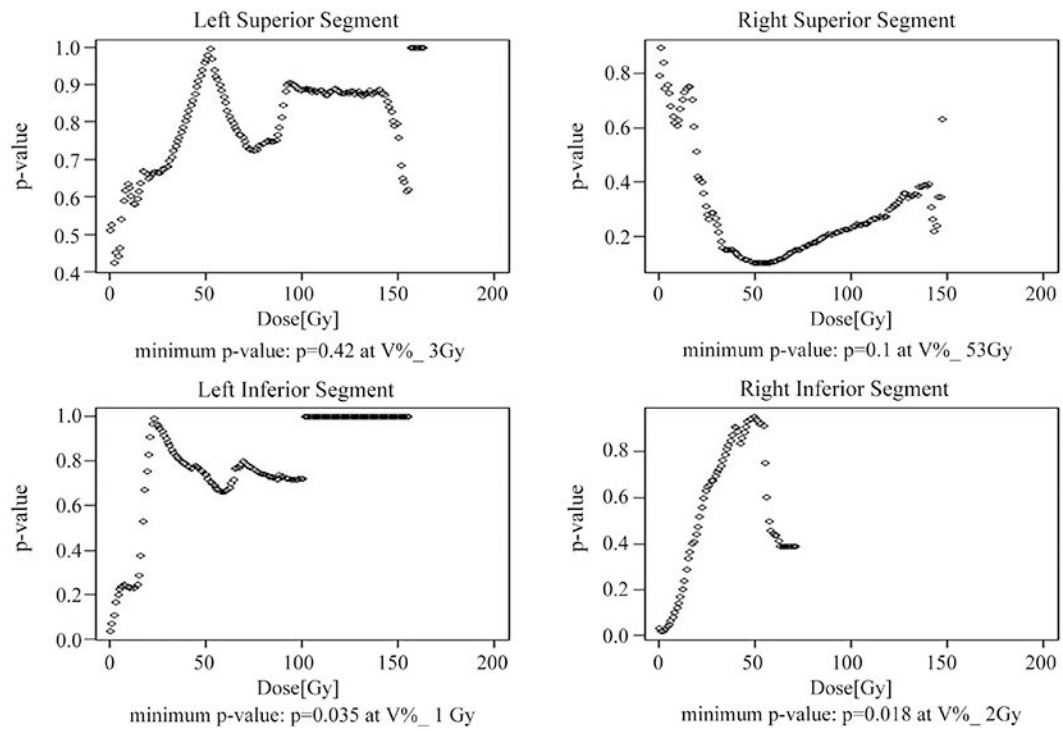 Left Superior Segment
1.0
0.9
0.8
0.7
0.6
0.5
0.4
p-value
0
50
100
150
200
Dose[Gy]
minimum p-value: p=0.42 at V%_ 3Gy
Right Superior Segment
0.8
0.6
0.4
0.2
p-value
0
50
100
150
200
Dose[Gy]
minimum p-value: p=0.1 at V%_ 53Gy
Left Inferior Segment
1.0
0.8
0.6
0.4
0.2
0.0
p-value
0
50
100
150
200
Dose[Gy]
minimum p-value: p=0.035 at V%_ 1 Gy
Right Inferior Segment
0.8
0.6
0.4
0.2
0.0
p-value
0
50
100
150
200
Dose[Gy]
minimum p-value: p=0.018 at V%_ 2Gy